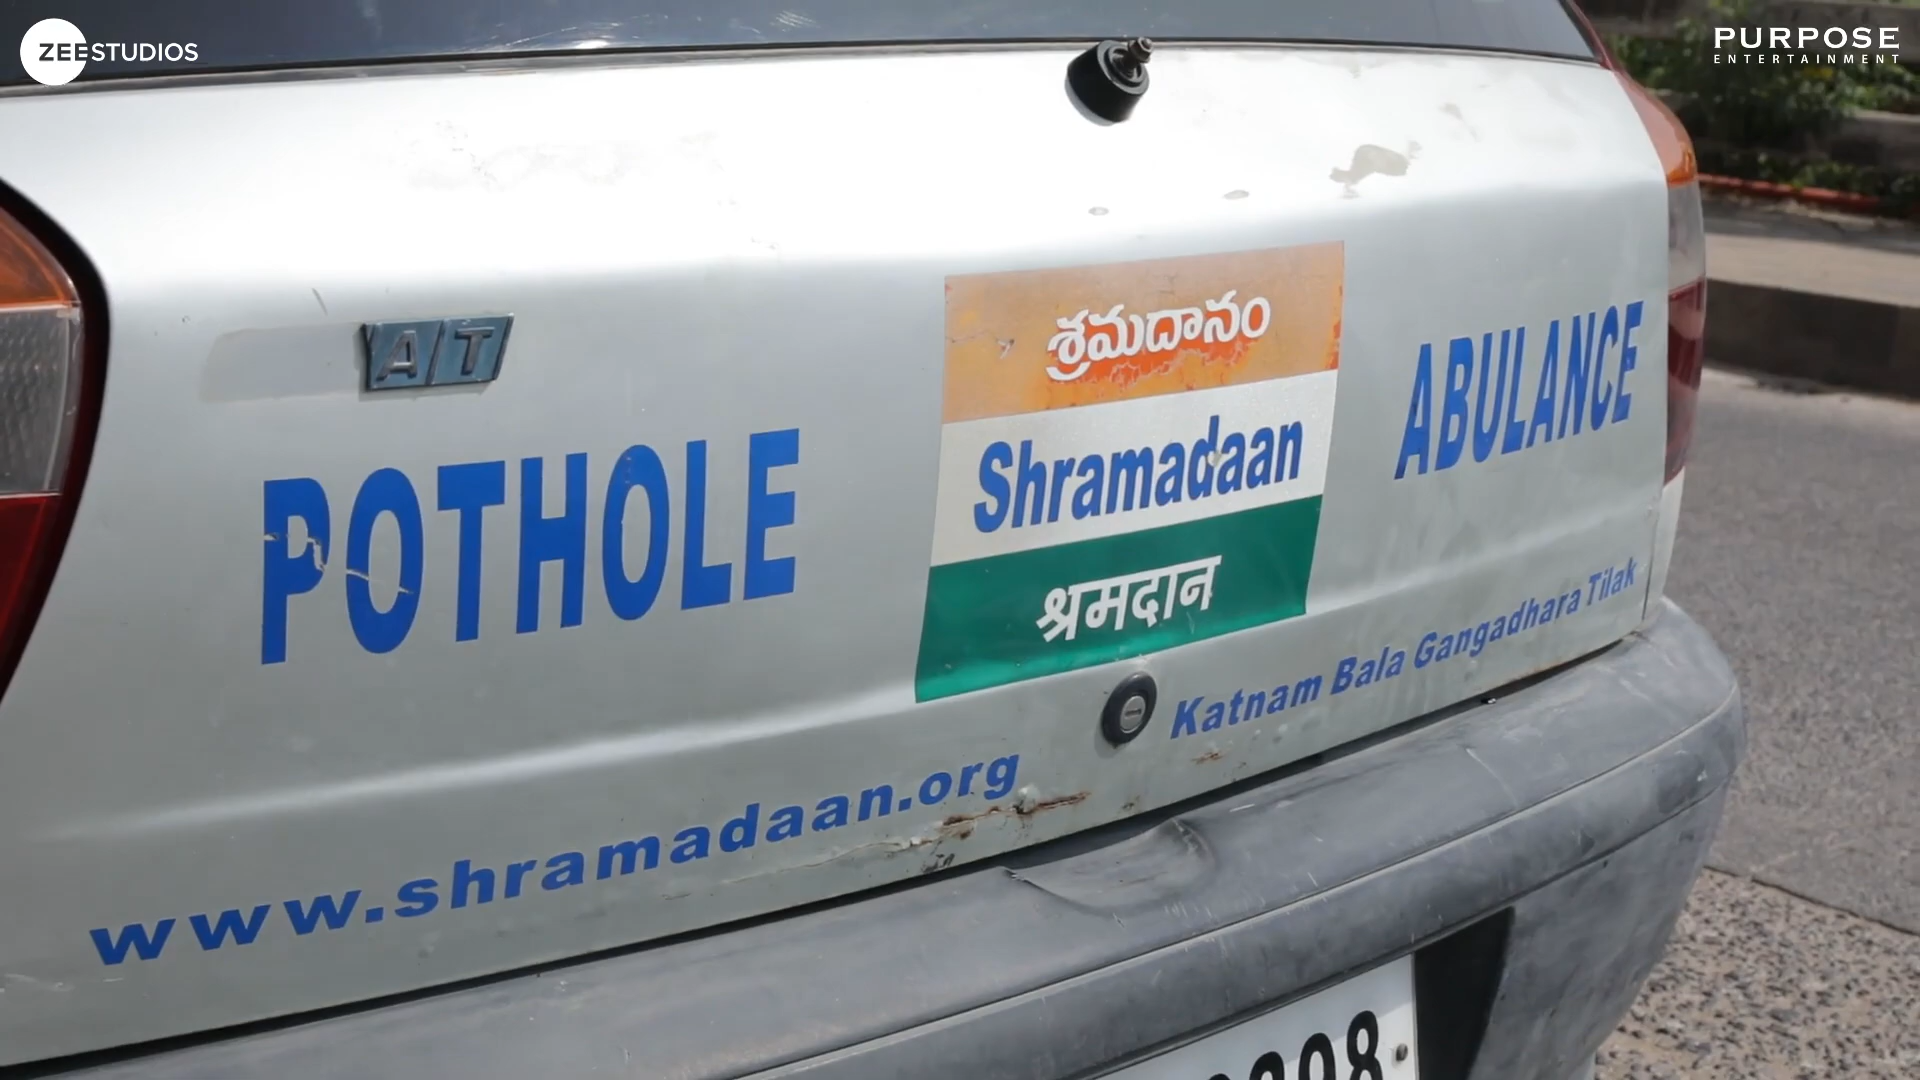 ZEESTUDIOS
PURPOSE
ENTERTAINMENT
AT
POTHOLE
శ్రమదానం
Shramadaan
श्रमदान
ABULANCE
www.shramadaan.org
Katnam Bala Gangadhara Tilak